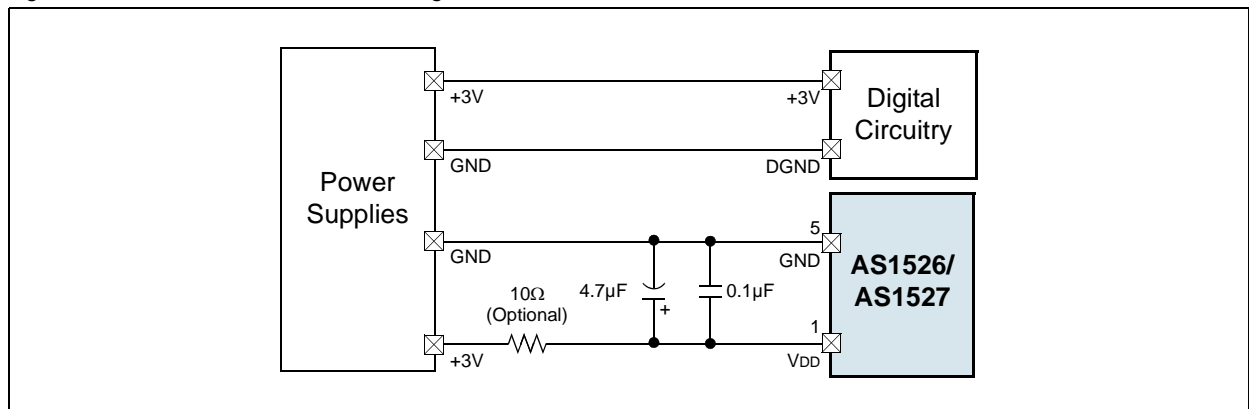 Power
Supplies
+3V
GND
GND
+3V
10Ω
(Optional)
4.7µF
+
0.1µF
+3V
DGND
Digital
Circuitry
5
GND
1
VDD
AS1526/
AS1527